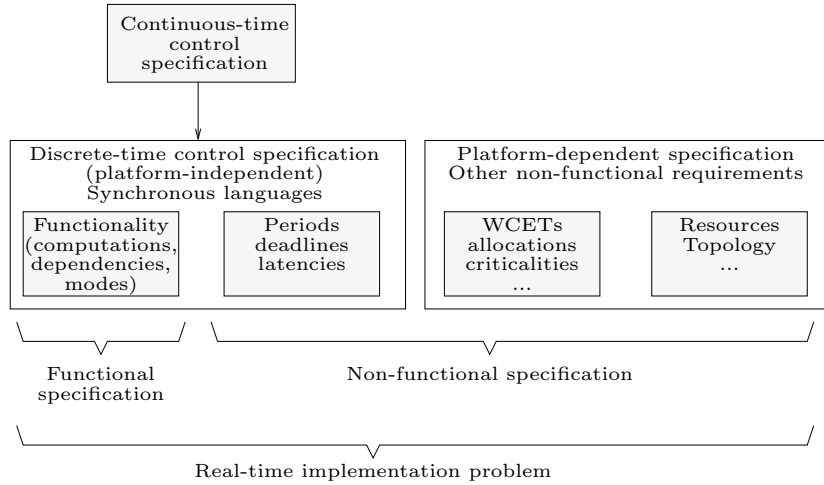 Continuous-time
control
specification
Discrete-time control specification
(platform-independent)
Synchronous languages
Functionality
(computations,
dependencies,
modes)
Periods
deadlines
latencies
Platform-dependent specification
Other non-functional requirements
WCETs
allocations
criticalities
...
Resources
Topology
...
Functional
specification
Non-functional specification
Real-time implementation problem